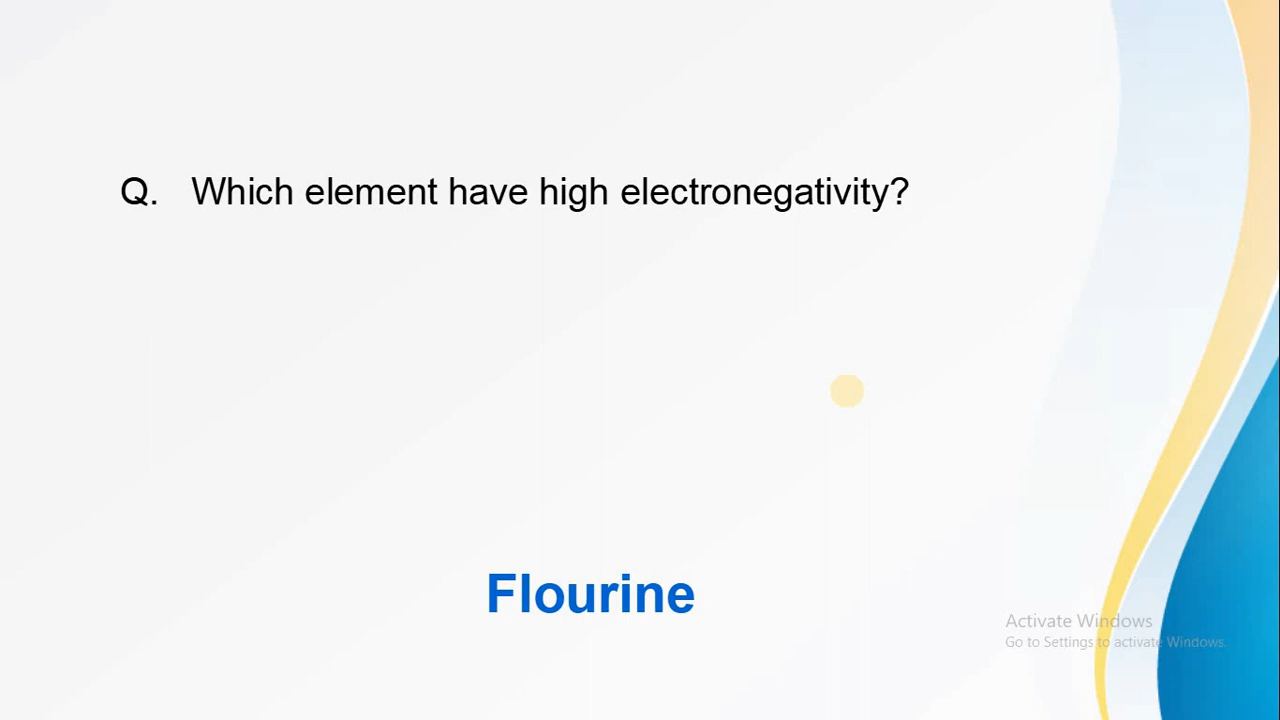 Q. Which element have high electronegativity?
Flourine
Activate Windows
Go to Settings to activate Windows.